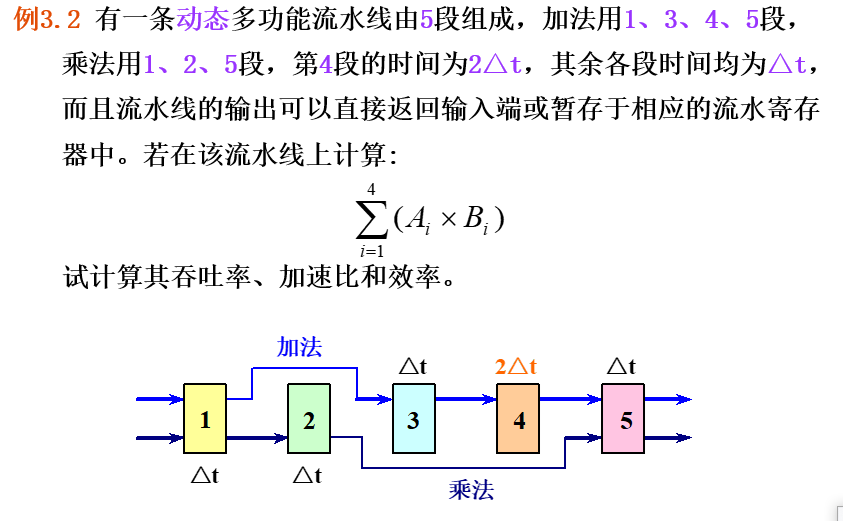 例3.2 有一条动态多功能流水线由5段组成，加法用1、3、4、5段，
乘法用1、2、5段，第4段的时间为2△t，其余各段时间均为△t，
而且流水线的输出可以直接返回输入端或暂存于相应的流水寄存
器中。若在该流水线上计算:
4
∑(Ai × Bi)
i=1
试计算其吞吐率、加速比和效率。
加法
△t 2△t △t
1 2 3 4 5
△t △t
乘法